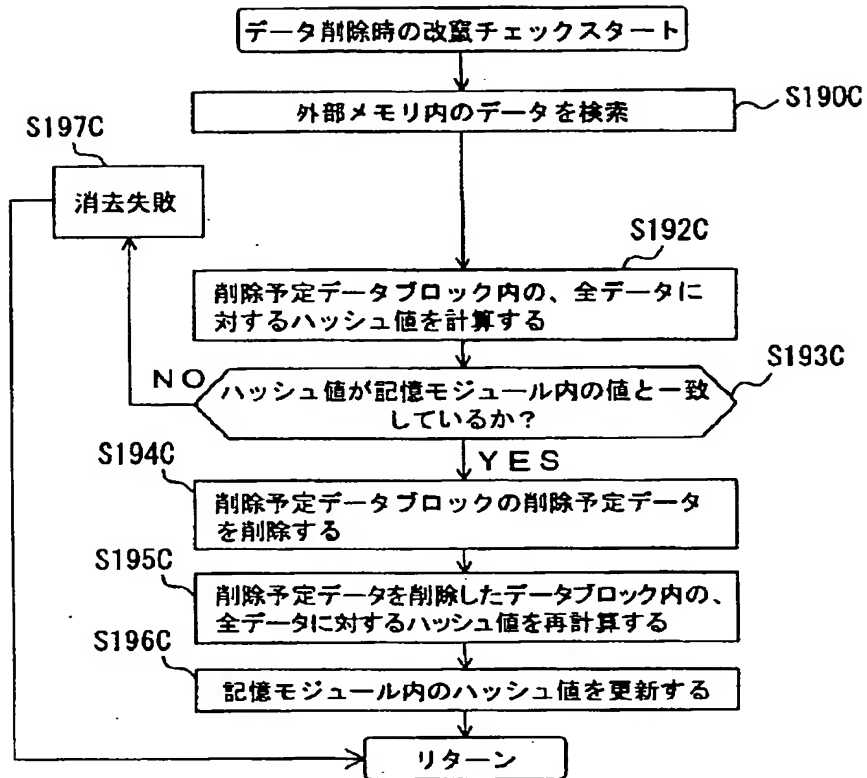 データ削除時の改竄チェックスタート
S190C
外部メモリ内のデータを検索
S197C
消去失敗
S192C
削除予定データブロック内の、全データに
対するハッシュ値を計算する
S193C
NO
ハッシュ値が記憶モジュール内の値と一致
しているか？
YES
S194C
削除予定データブロックの削除予定データ
を削除する
S195C
削除予定データを削除したデータブロック内の、
全データに対するハッシュ値を再計算する
S196C
記憶モジュール内のハッシュ値を更新する
リターン